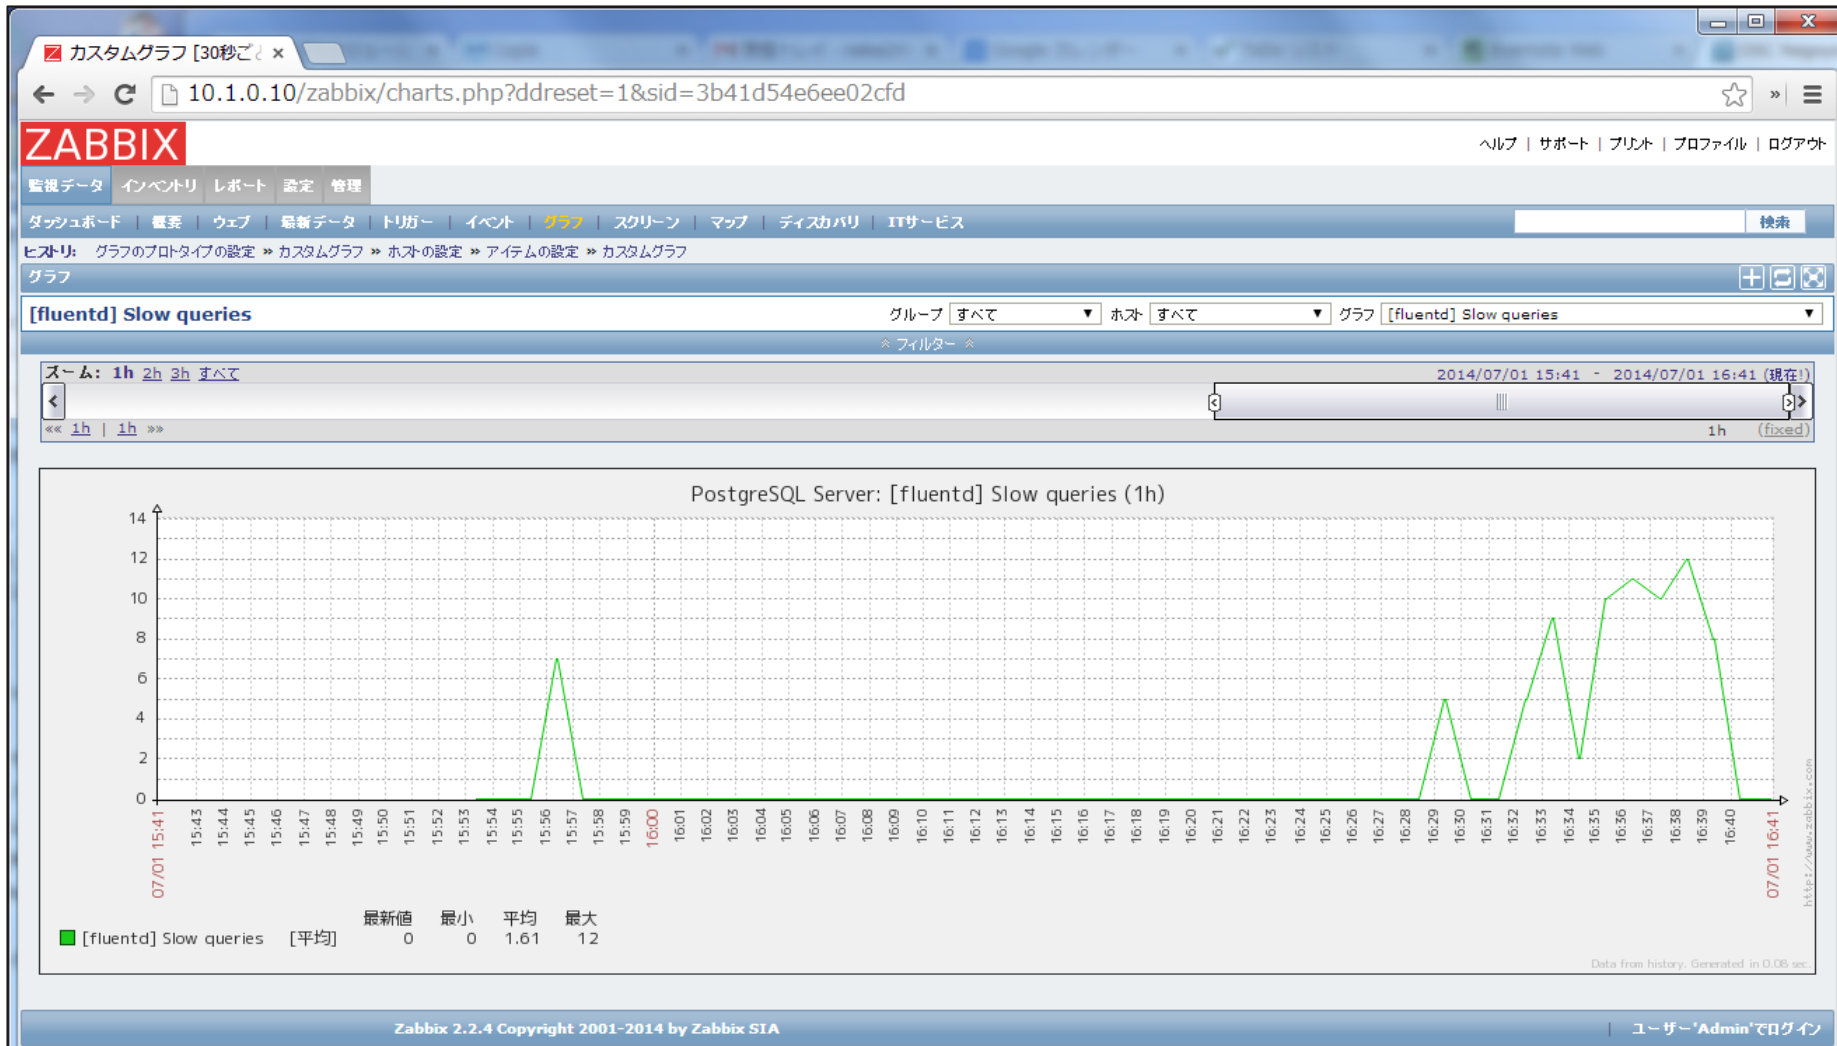 カスタムグラフ [30秒ご
10.1.0.10/zabbix/charts.php?ddreset=1&sid=3b41d54e6ee02cfd
ZABBIX
ヘルプ | サポート | プリント | プロファイル | ログアウト
監視データ インベントリ レポート 設定 管理
ダッシュボード | 概要 | ウェブ | 最新データ | トリガー | イベント | グラフ | スクリーン | マップ | ディスカバリ | ITサービス 検索
ヒストリ: グラフのプロトタイプの設定 » カスタムグラフ » ホストの設定 » アイテムの設定 » カスタムグラフ
グラフ
[fluentd] Slow queries グループ すべて ホスト すべて グラフ [fluentd] Slow queries
フィルター
ズーム: 1h 2h 3h すべて 2014/07/01 15:41 - 2014/07/01 16:41 (現在!)
«« 1h | 1h »» 1h (fixed)
PostgreSQL Server: [fluentd] Slow queries (1h)
14
12
10
8
6
4
2
0
07/01 15:41 15:43 15:44 15:45 15:46 15:47 15:48 15:49 15:50 15:51 15:52 15:53 15:54 15:55 15:56 15:57 15:58 15:59 16:00 16:01 16:02 16:03 16:04 16:05 16:06 16:07 16:08 16:09 16:10 16:11 16:12 16:13 16:14 16:15 16:16 16:17 16:18 16:19 16:20 16:21 16:22 16:23 16:24 16:25 16:26 16:27 16:28 16:29 16:30 16:31 16:32 16:33 16:34 16:35 16:36 16:37 16:38 16:39 16:40 07/01 16:41
http://www.zabbix.com
最新値 最小 平均 最大
[fluentd] Slow queries [平均] 0 0 1.61 12
Data from history. Generated in 0.08 sec.
Zabbix 2.2.4 Copyright 2001-2014 by Zabbix SIA | ユーザー'Admin'でログイン